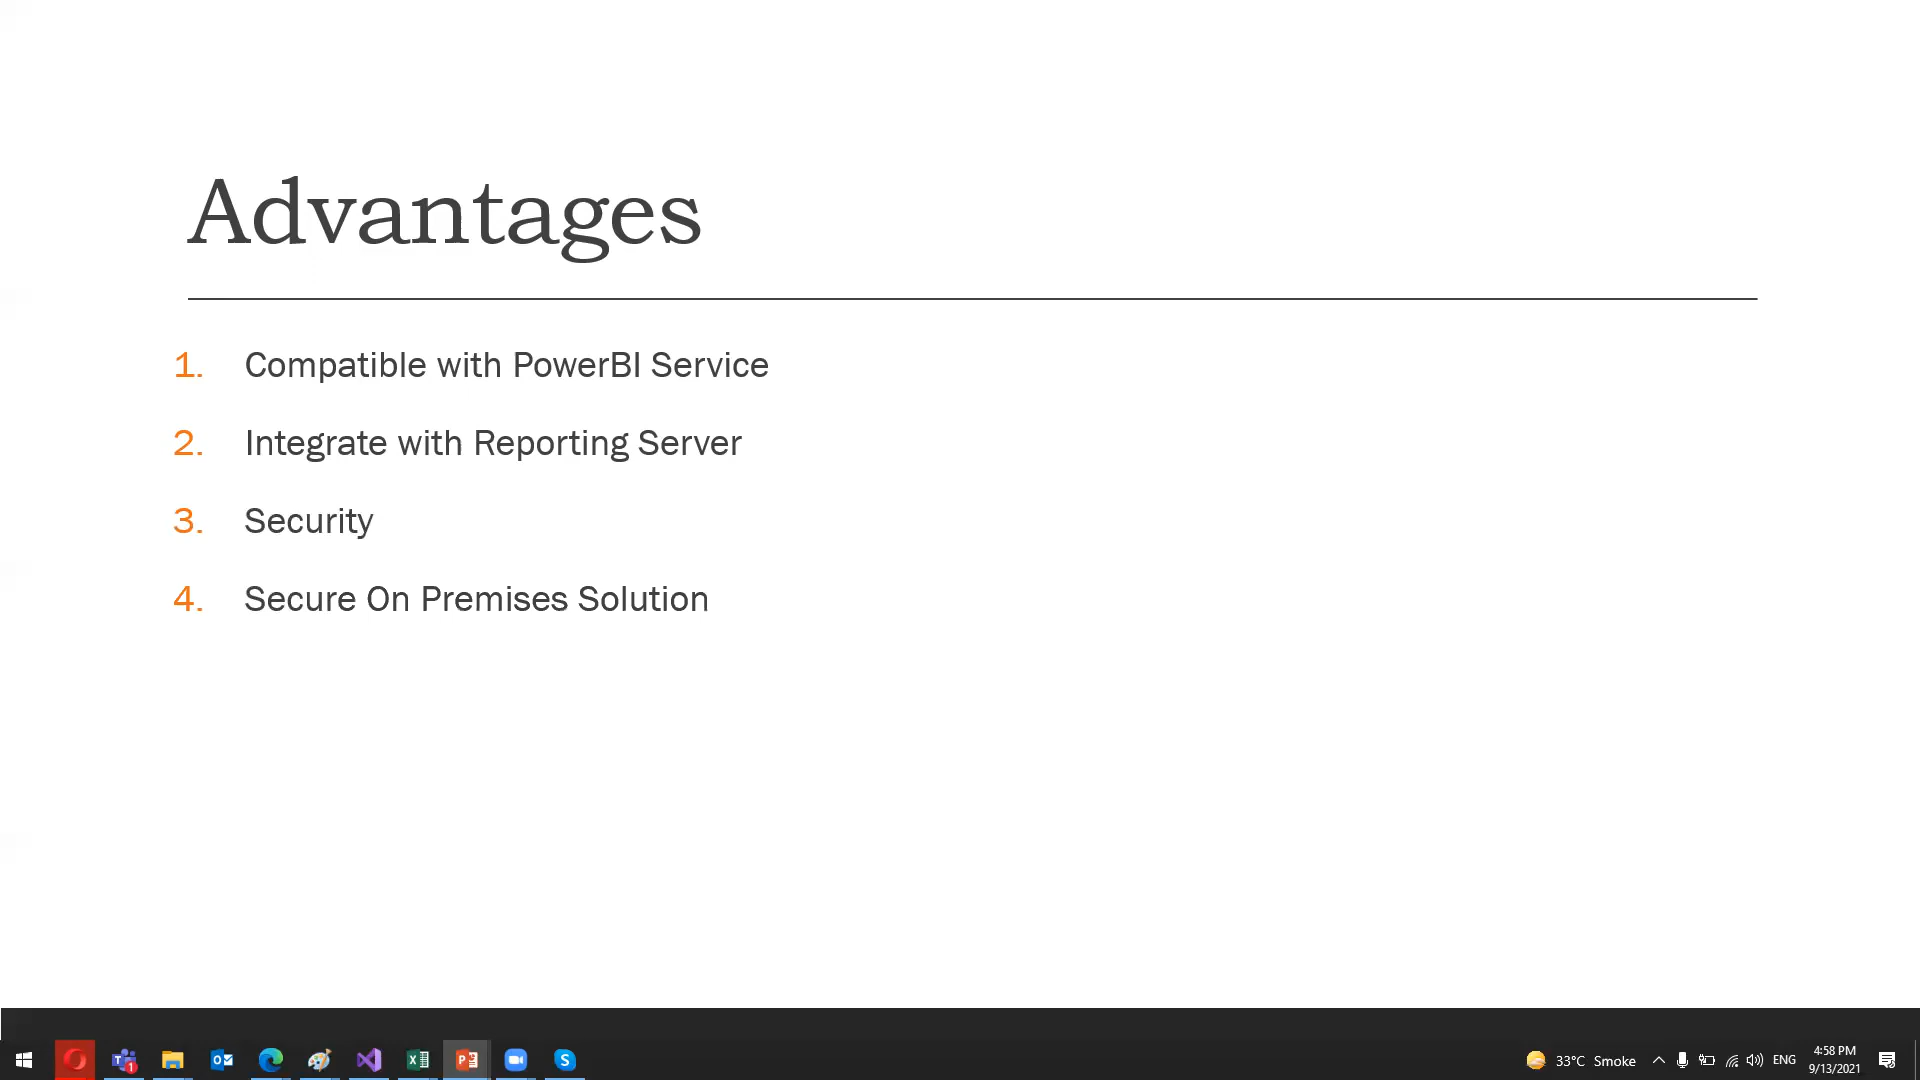 Advantages
1. Compatible with PowerBI Service
2. Integrate with Reporting Server
3. Security
4. Secure On Premises Solution
33°C Smoke
ENG
4:58 PM
9/13/2021